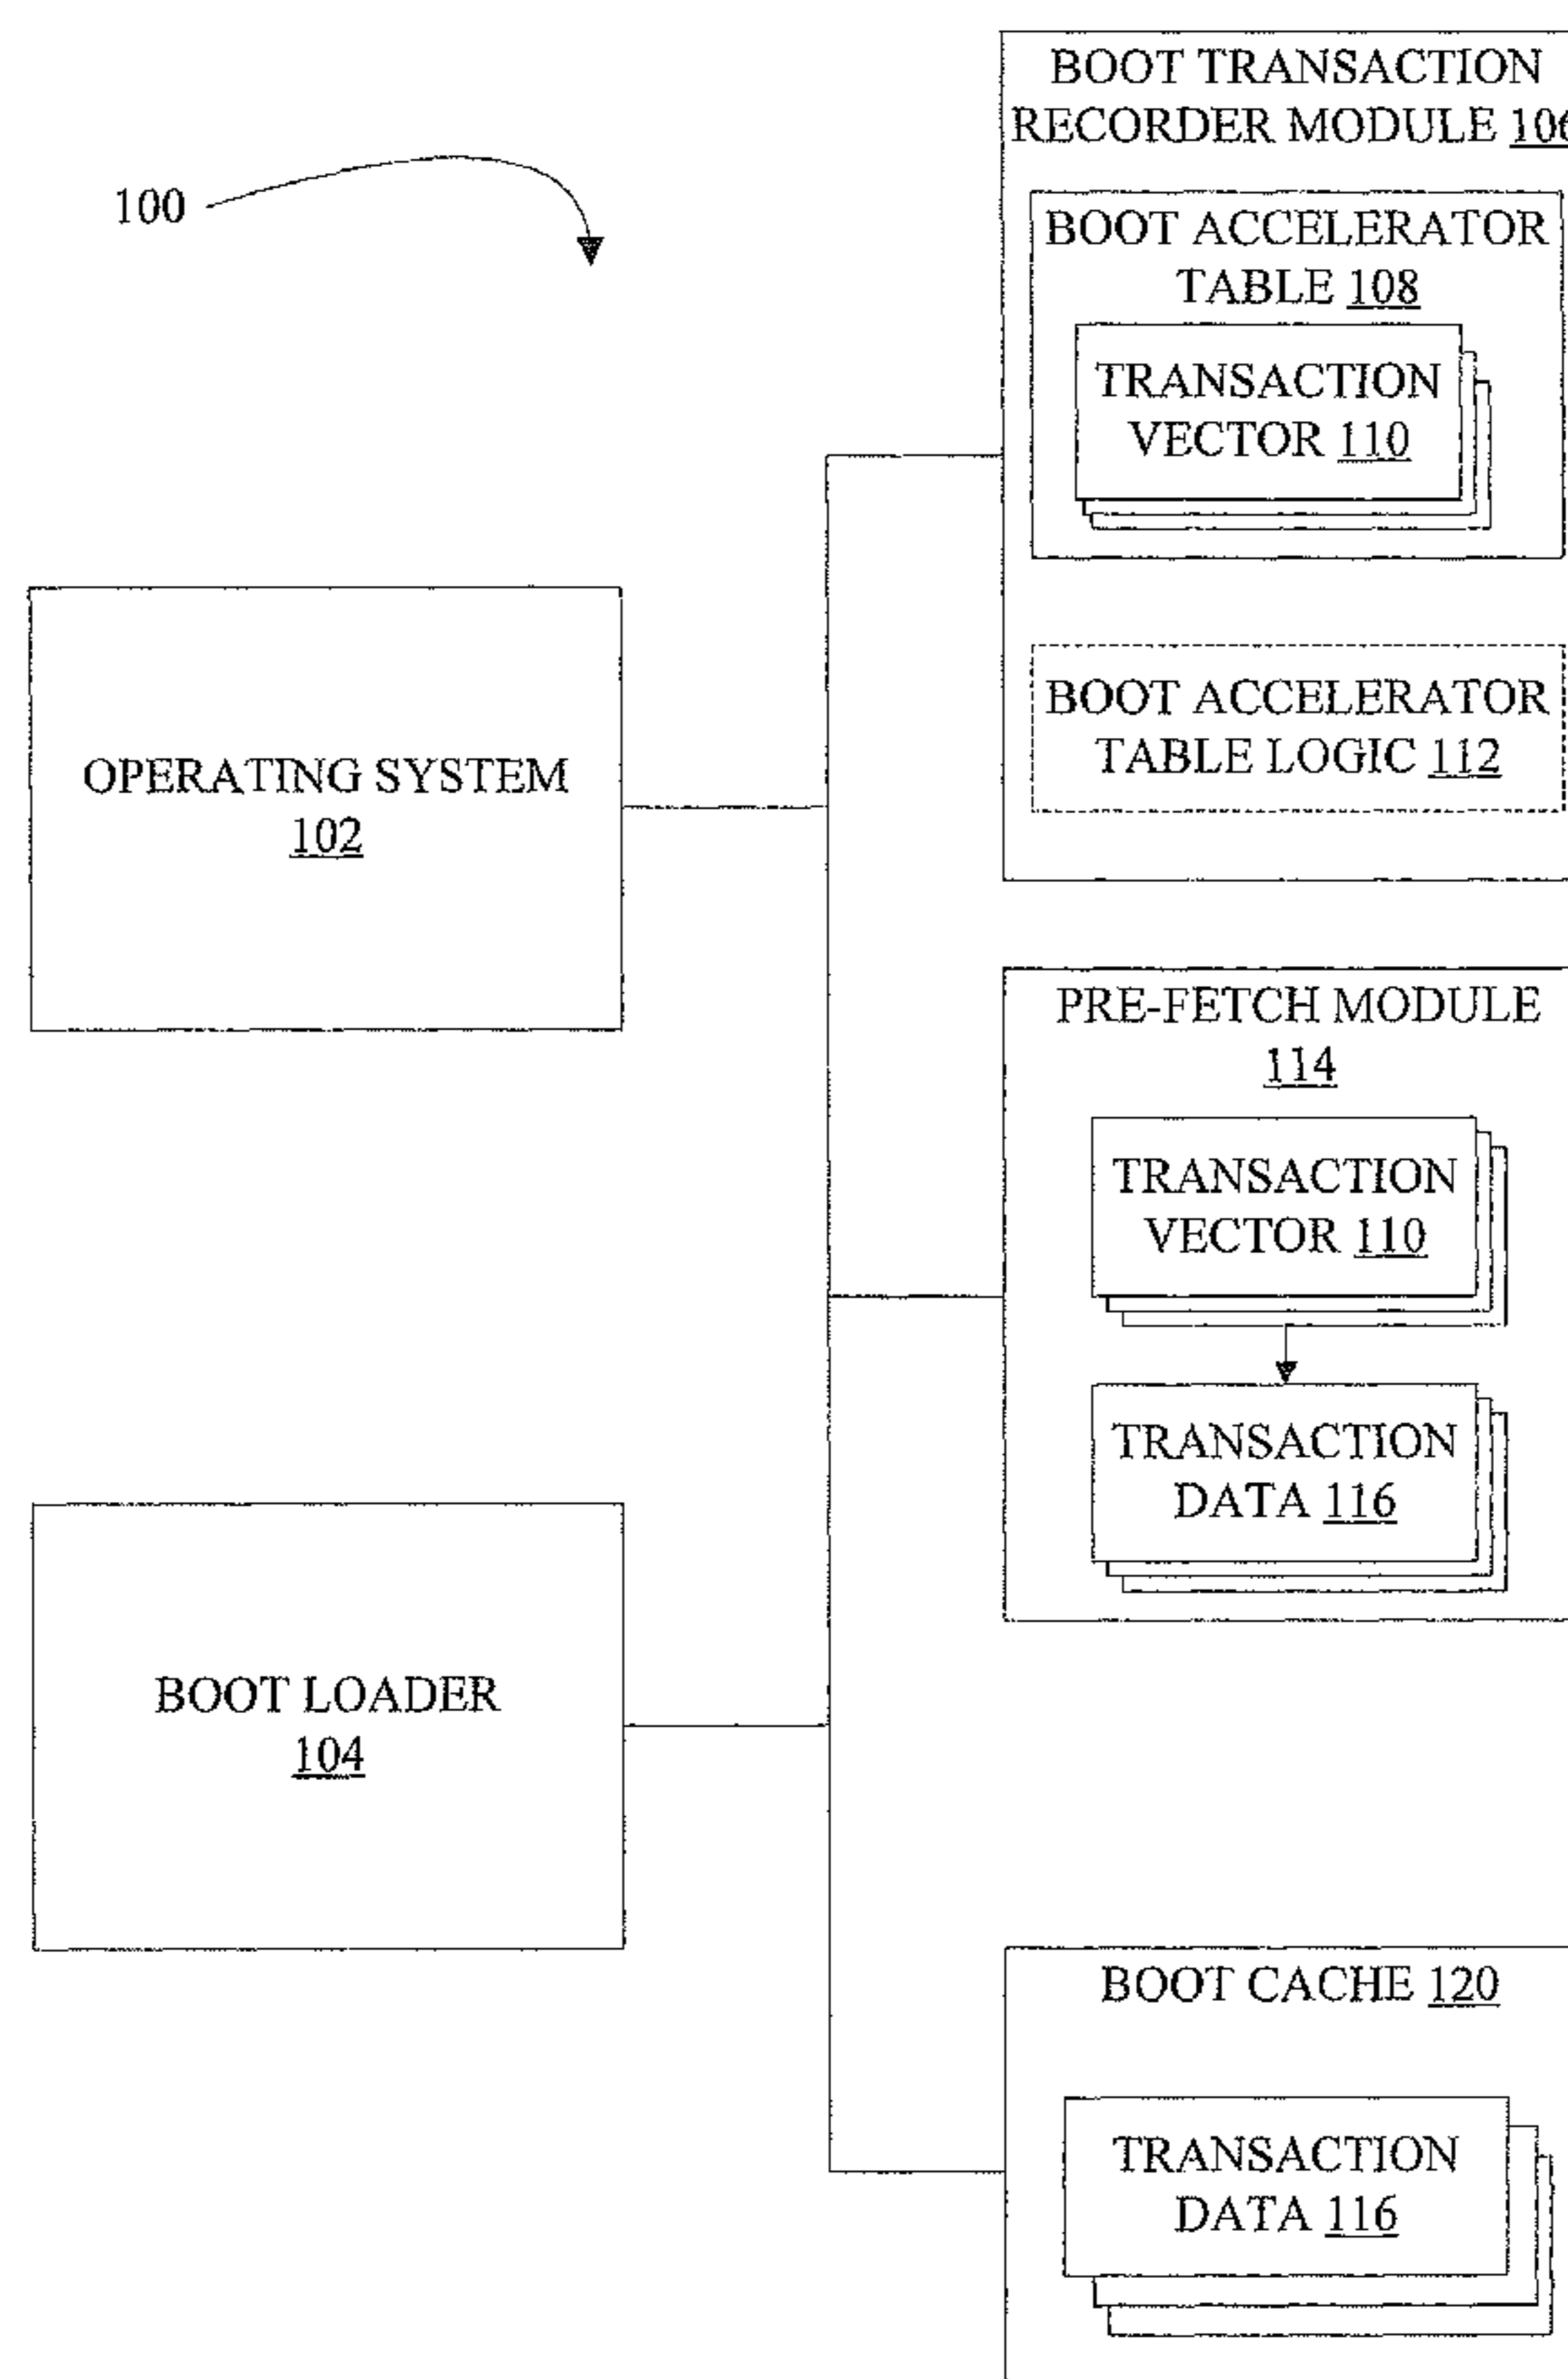 100
OPERATING SYSTEM
102
BOOT LOADER
104
BOOT TRANSACTION
RECORDER MODULE 106
BOOT ACCELERATOR
TABLE 108
TRANSACTION
VECTOR 110
BOOT ACCELERATOR
TABLE LOGIC 112
PRE-FETCH MODULE
114
TRANSACTION
VECTOR 110
TRANSACTION
DATA 116
BOOT CACHE 120
TRANSACTION
DATA 116